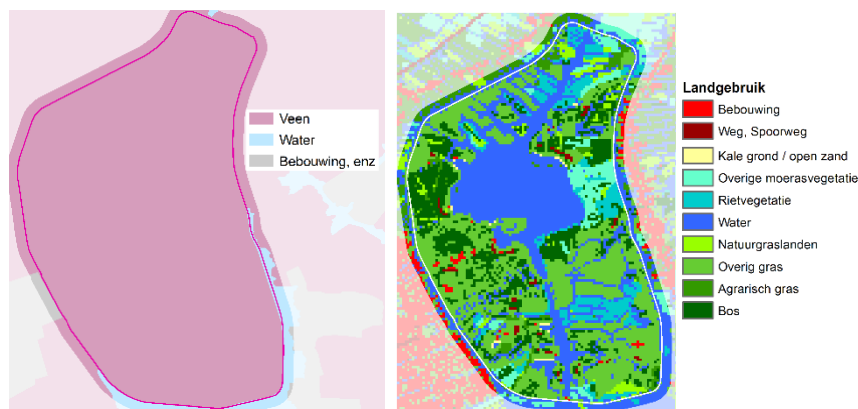 Veen
Water
Bebouwing, enz
Landgebruik
Bebouwing
Weg, Spoorweg
Kale grond / open zand
Overige moerasvegetatie
Rietvegetatie
Water
Natuurgraslanden
Overig gras
Agrarisch gras
Bos